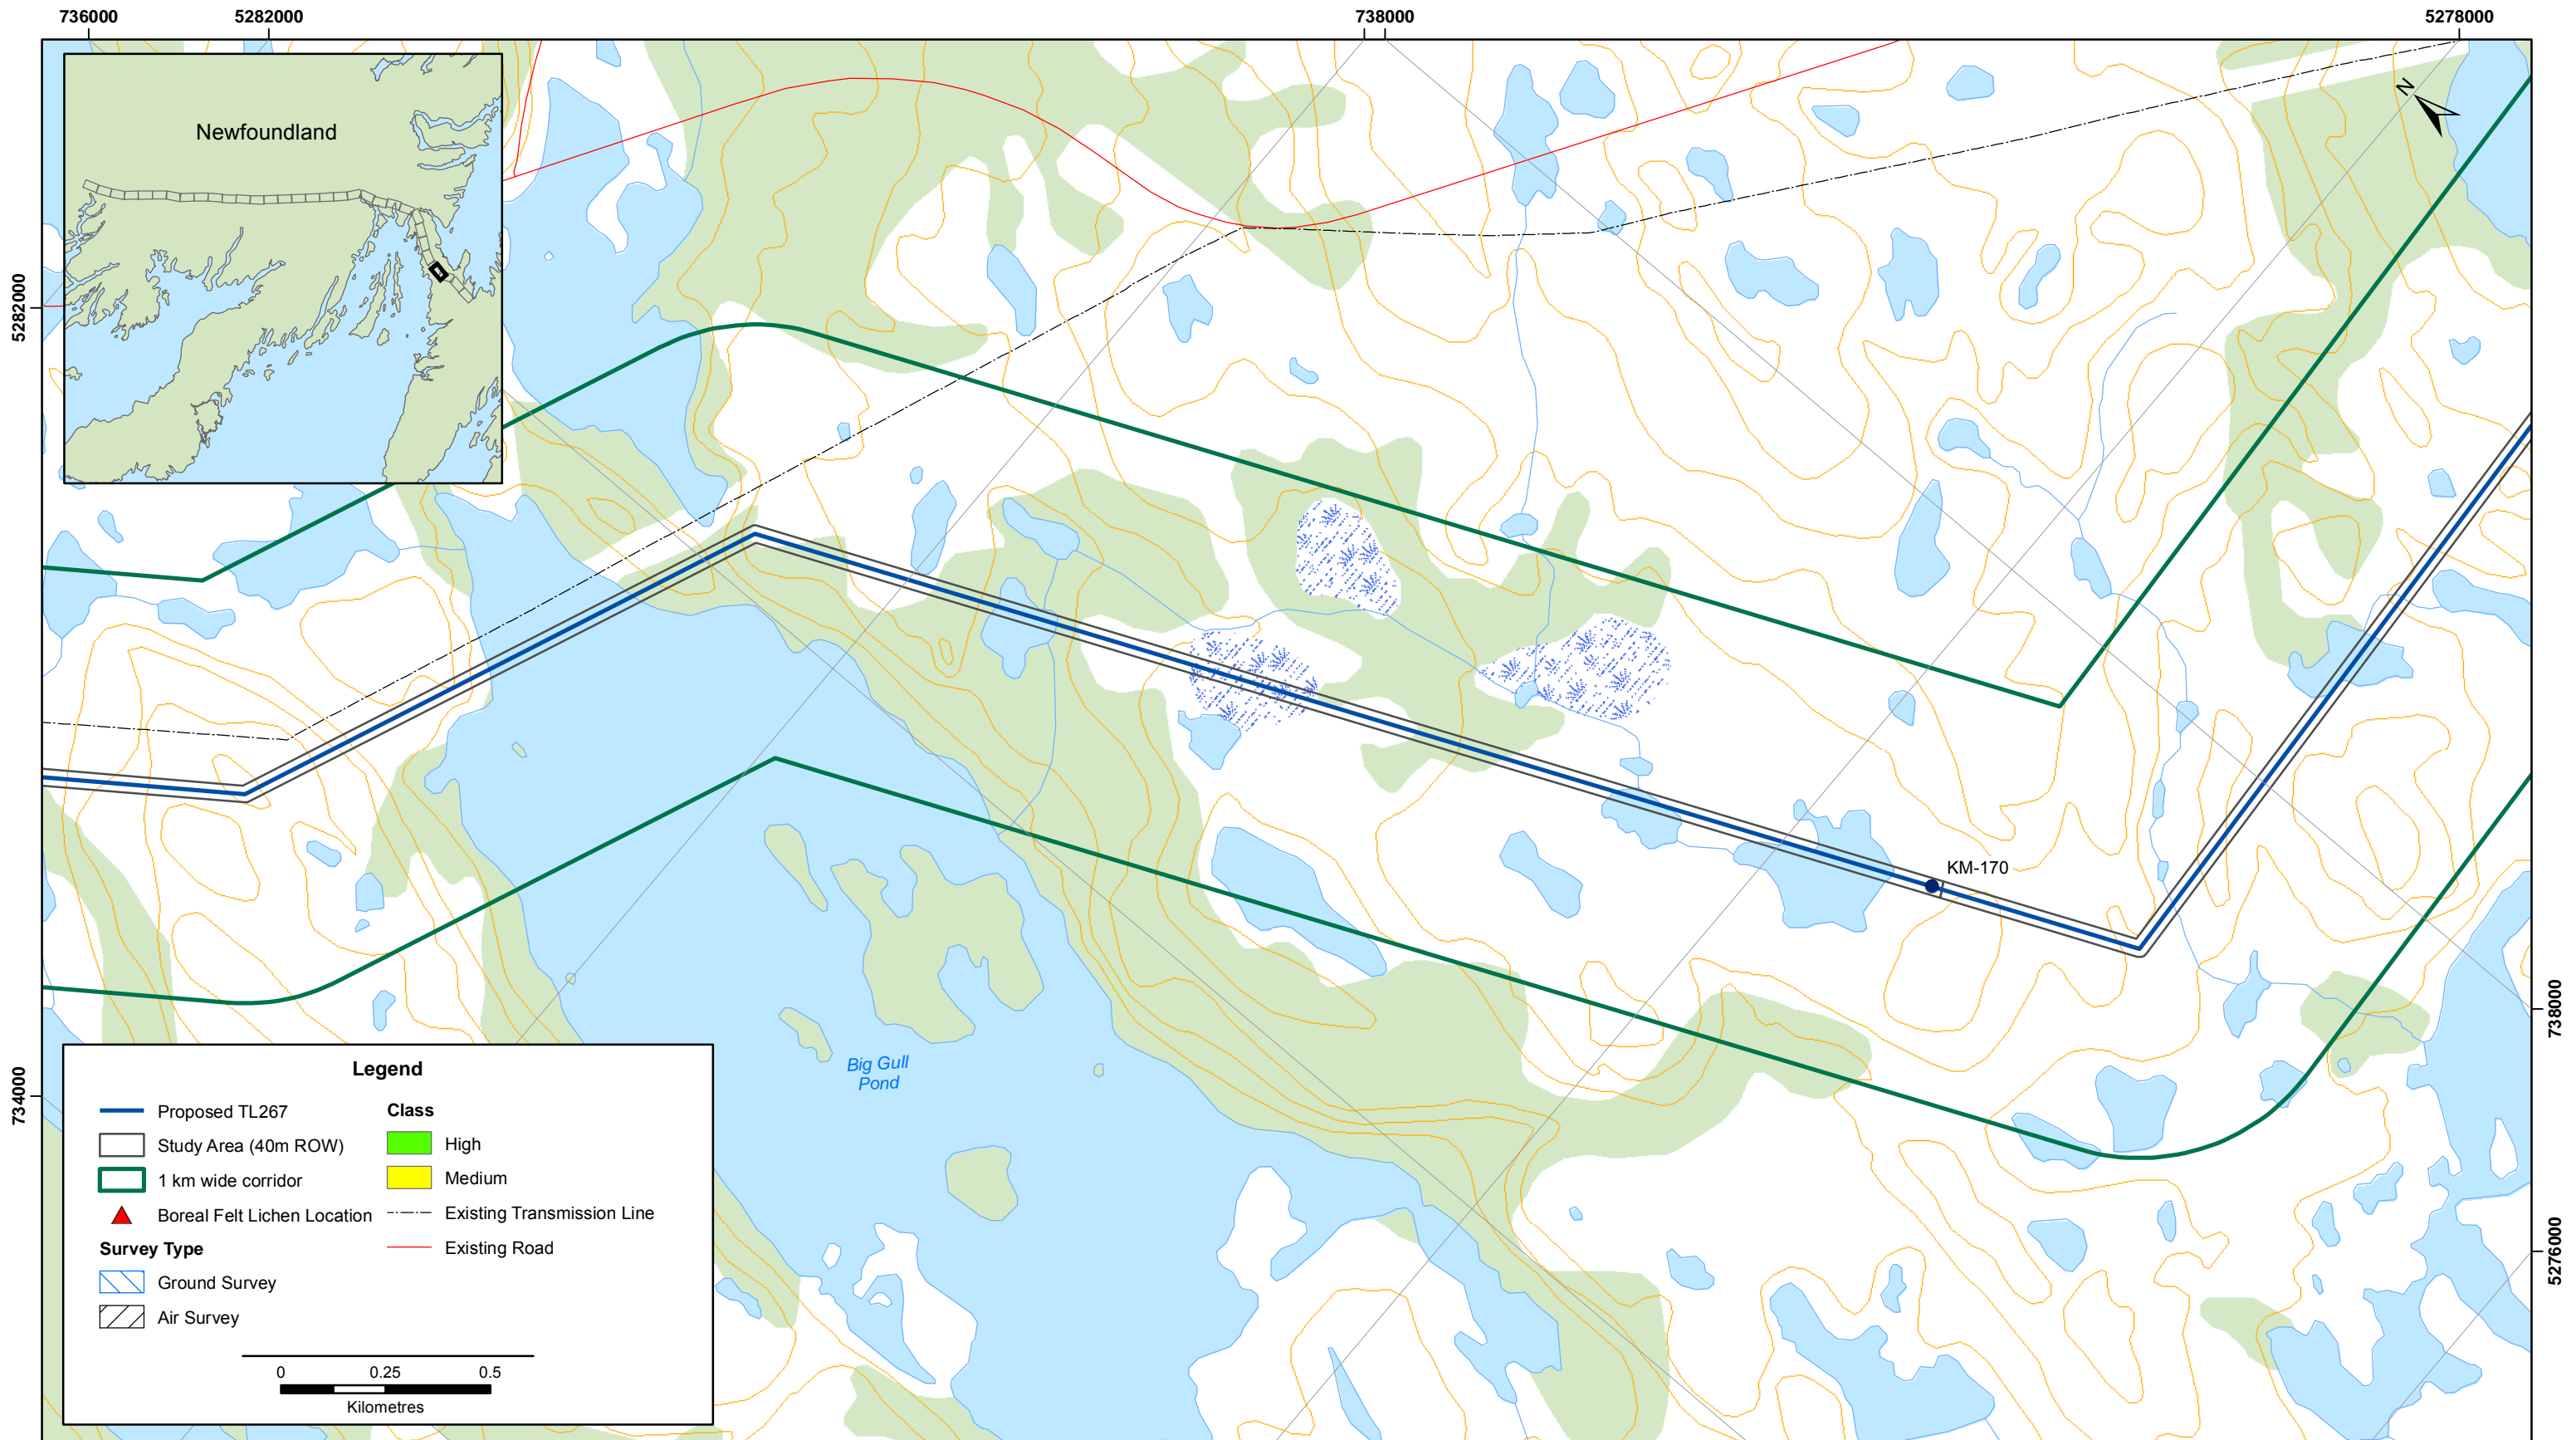 736000
5282000
738000
5278000
N
Newfoundland
5282000
KM-170
738000
734000
5276000
Big Gull
Pond
Legend
Proposed TL267
Study Area (40m ROW)
1 km wide corridor
Boreal Felt Lichen Location
Survey Type
Ground Survey
Air Survey
Class
High
Medium
Existing Transmission Line
Existing Road
0 0.25 0.5
Kilometres